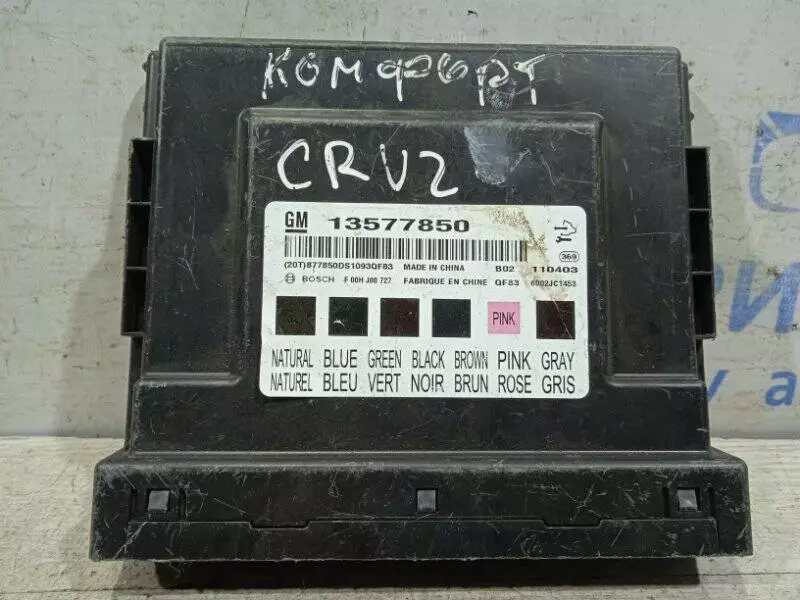 КОМФОРТ
CRUZ
GM 13577850
(20T)877850DS1093QF83 MADE IN CHINA B02 110403
369
BOSCH F 00H J00 727 FABRIQUE EN CHINE QF83 6002JC1453
PINK
NATURAL BLUE GREEN BLACK BROWN PINK GRAY
NATUREL BLEU VERT NOIR BRUN ROSE GRIS